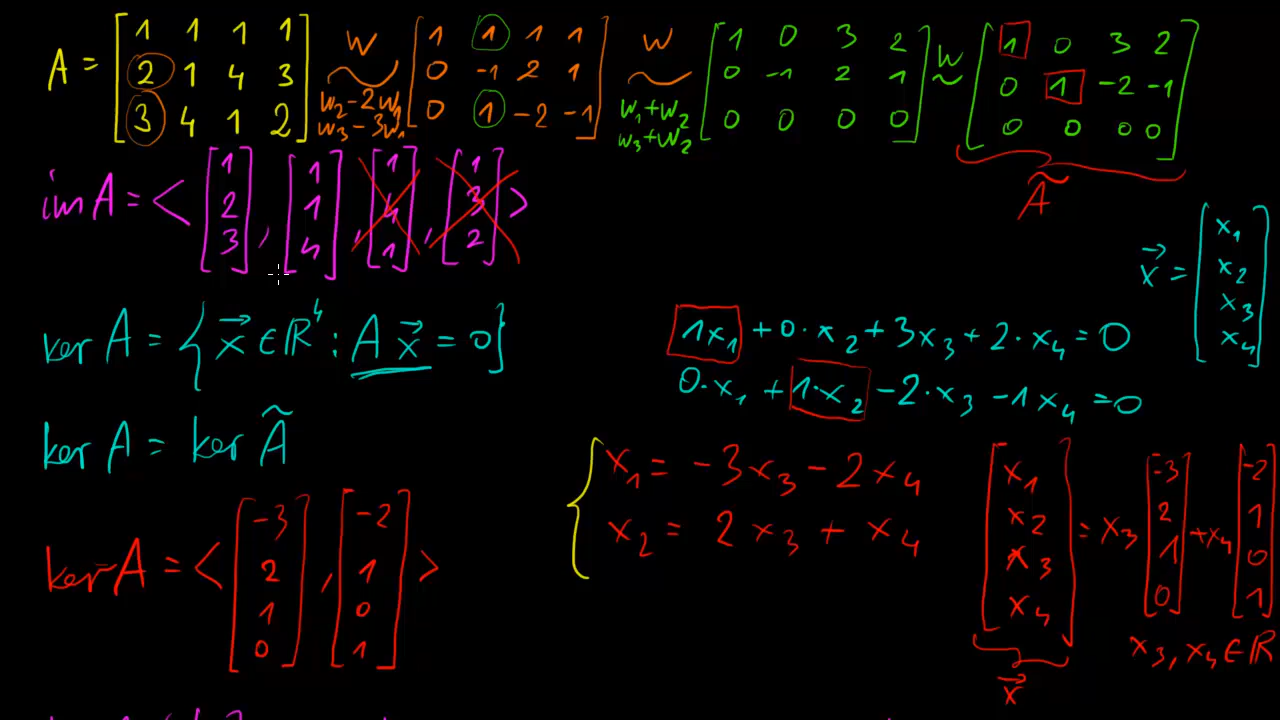 A = [1 1 1 1; 2 1 4 3; 3 4 1 2] w ~ w₂-2w₁ w₃-3w₁ [1 1 1 1; 0 -1 2 1; 0 1 -2 -1] w ~ w₁+w₂ w₃+w₂ [1 0 3 2; 0 -1 2 1; 0 0 0 0] w ~ [1 0 3 2; 0 1 -2 -1; 0 0 0 0]
Ã
im A = < [1; 2; 3], [1; 1; 4], [1; 4; 1], [1; 3; 2] >
x⃗ = [x₁; x₂; x₃; x₄]
ker A = { x⃗ ∈ ℝ⁴ : A x⃗ = 0 }
1x₁ + 0·x₂ + 3x₃ + 2·x₄ = 0
0·x₁ + 1·x₂ - 2·x₃ - 1x₄ = 0
ker A = ker Ã
{ x₁ = -3x₃ - 2x₄
x₂ = 2x₃ + x₄
[x₁; x₂; x₃; x₄] = x₃ [-3; 2; 1; 0] + x₄ [-2; 1; 0; 1]
x⃗
x₃, x₄ ∈ ℝ
ker A = < [-3; 2; 1; 0], [-2; 1; 0; 1] >